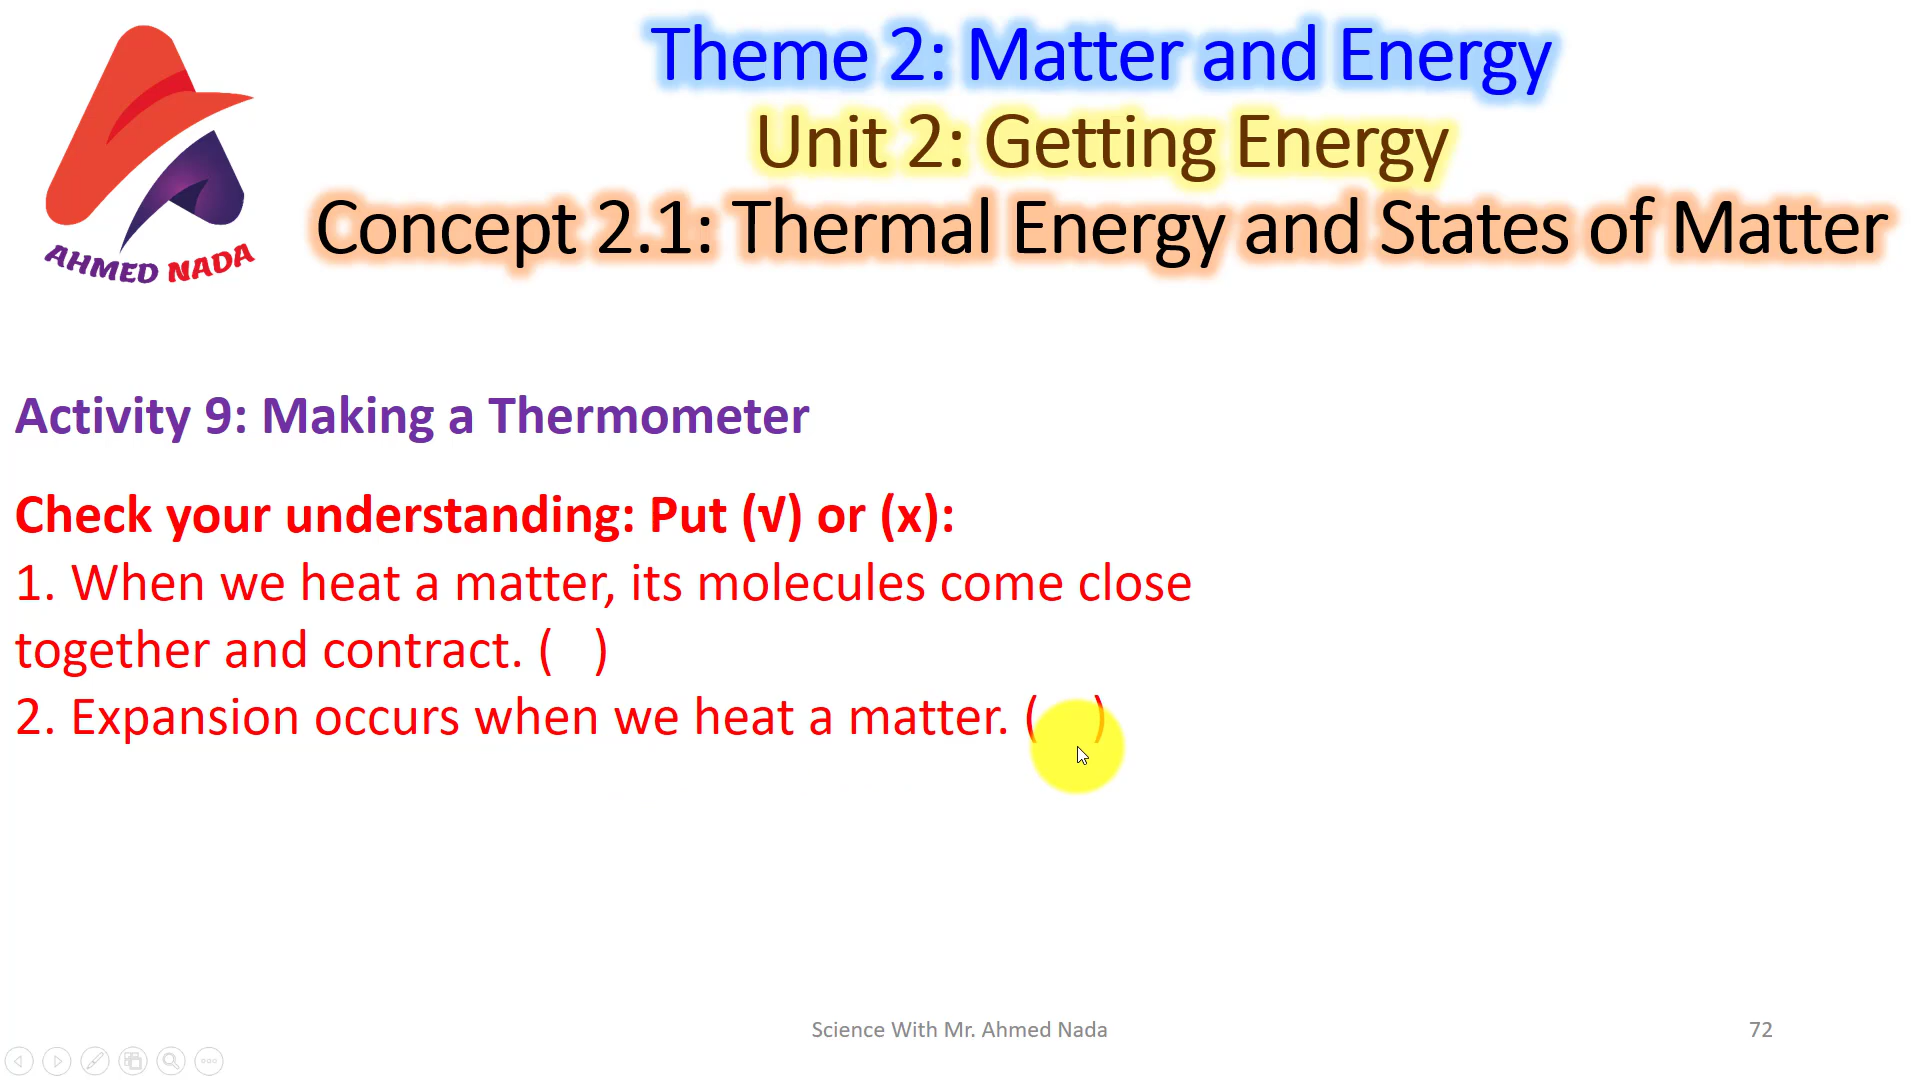 Theme 2: Matter and Energy
Unit 2: Getting Energy
Concept 2.1: Thermal Energy and States of Matter
AHMED NADA
Activity 9: Making a Thermometer
Check your understanding: Put (√) or (x):
1. When we heat a matter, its molecules come close
together and contract. (   )
2. Expansion occurs when we heat a matter. (    )
Science With Mr. Ahmed Nada
72